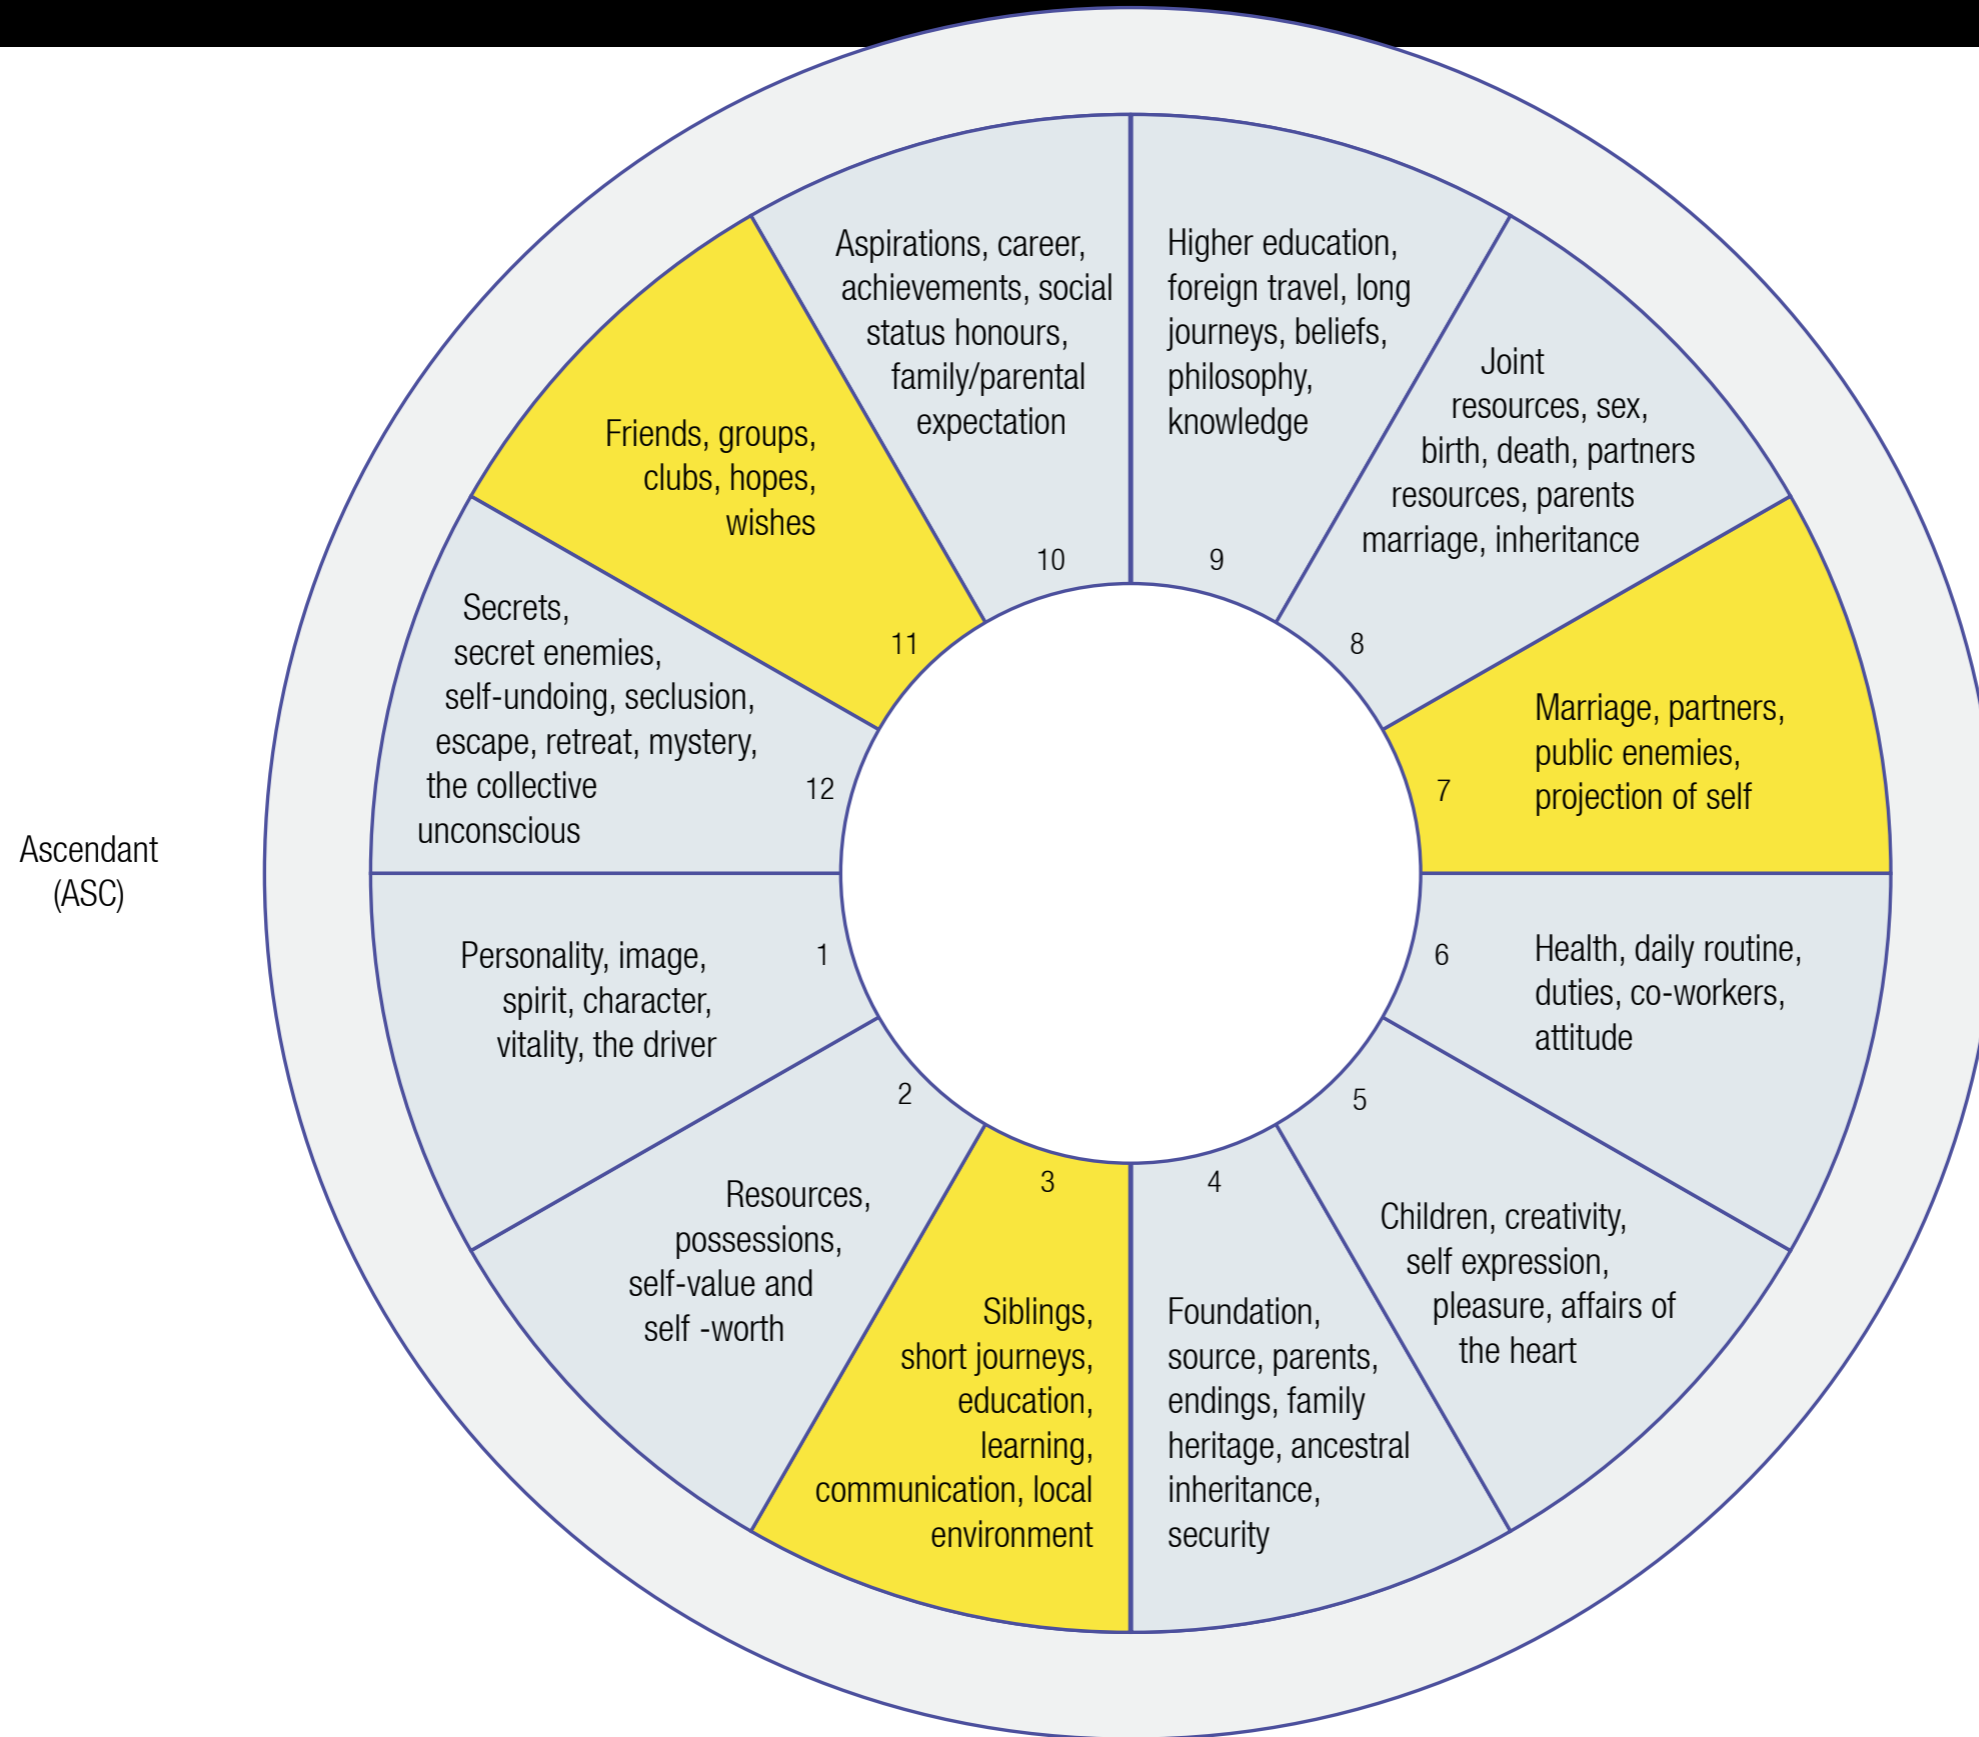 Aspirations, career,
achievements, social
status honours,
family/parental
expectation
10
Higher education,
foreign travel, long
journeys, beliefs,
philosophy,
knowledge
9
Joint
resources, sex,
birth, death, partners
resources, parents
marriage, inheritance
8
Friends, groups,
clubs, hopes,
wishes
11
Secrets,
secret enemies,
self-undoing, seclusion,
escape, retreat, mystery,
the collective
unconscious
12
Marriage, partners,
public enemies,
projection of self
7
Ascendant
(ASC)
Personality, image,
spirit, character,
vitality, the driver
1
6
Health, daily routine,
duties, co-workers,
attitude
2
Resources,
possessions,
self-value and
self -worth
3
Siblings,
short journeys,
education,
learning,
communication, local
environment
4
Foundation,
source, parents,
endings, family
heritage, ancestral
inheritance,
security
5
Children, creativity,
self expression,
pleasure, affairs of
the heart